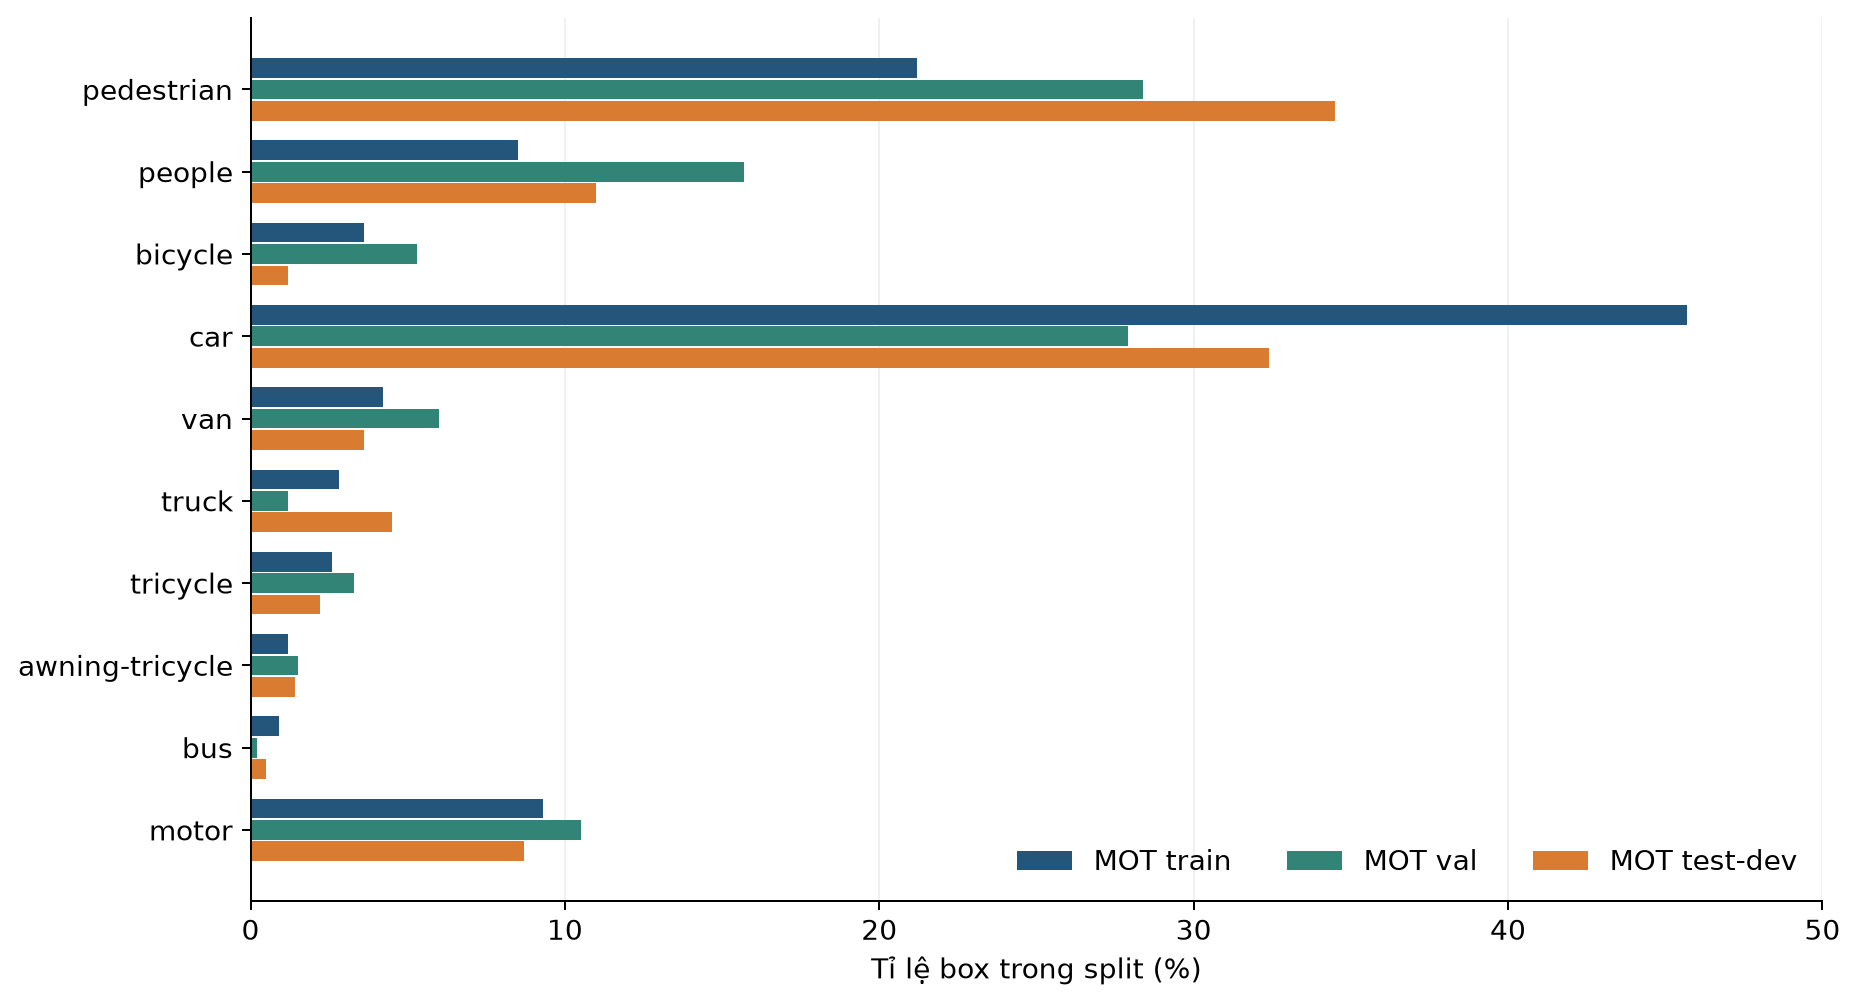 pedestrian
people
bicycle
car
van
truck
tricycle
awning-tricycle
bus
motor
MOT train MOT val MOT test-dev
0 10 20 30 40 50
Tỉ lệ box trong split (%)